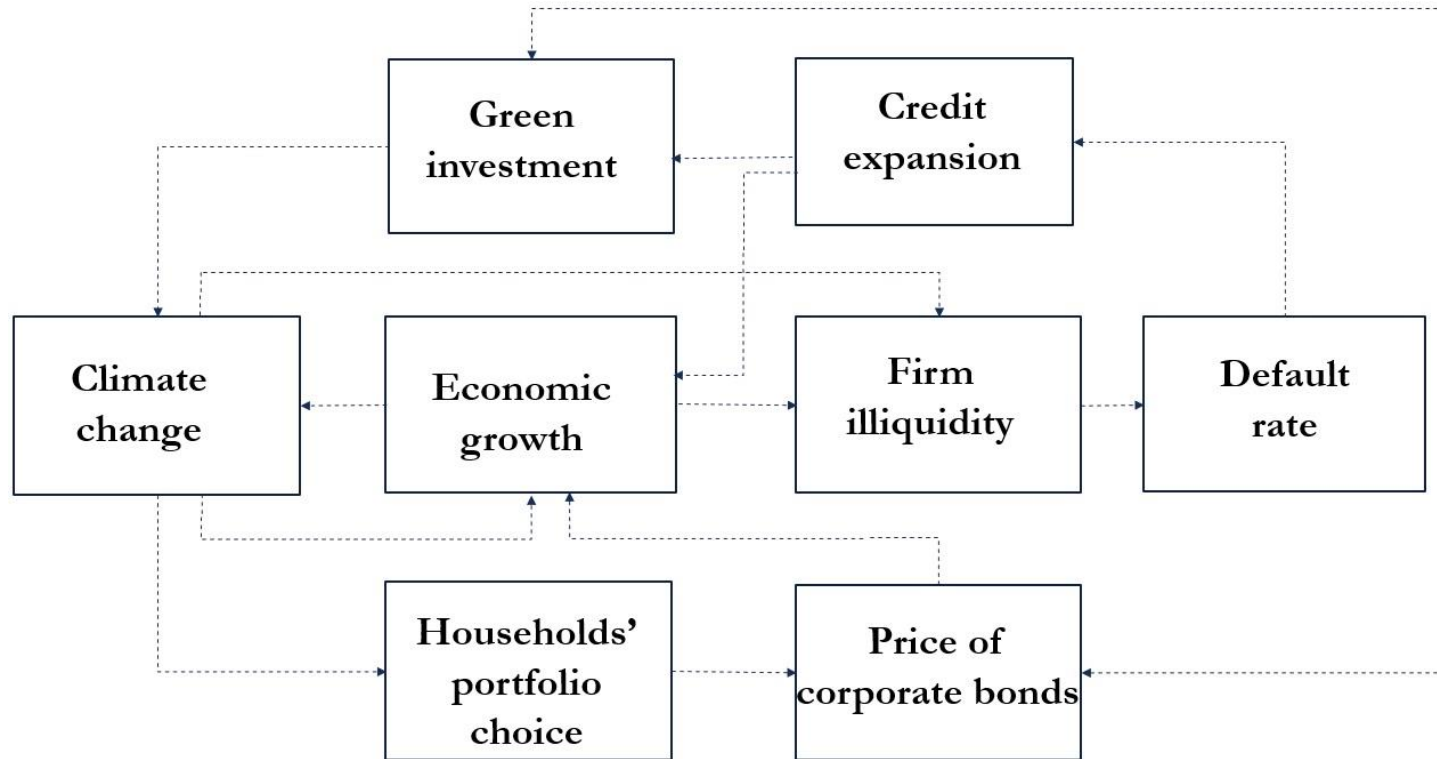 Green
investment
Credit
expansion
Climate
change
Economic
growth
Firm
illiquidity
Default
rate
Households’
portfolio
choice
Price of
corporate bonds